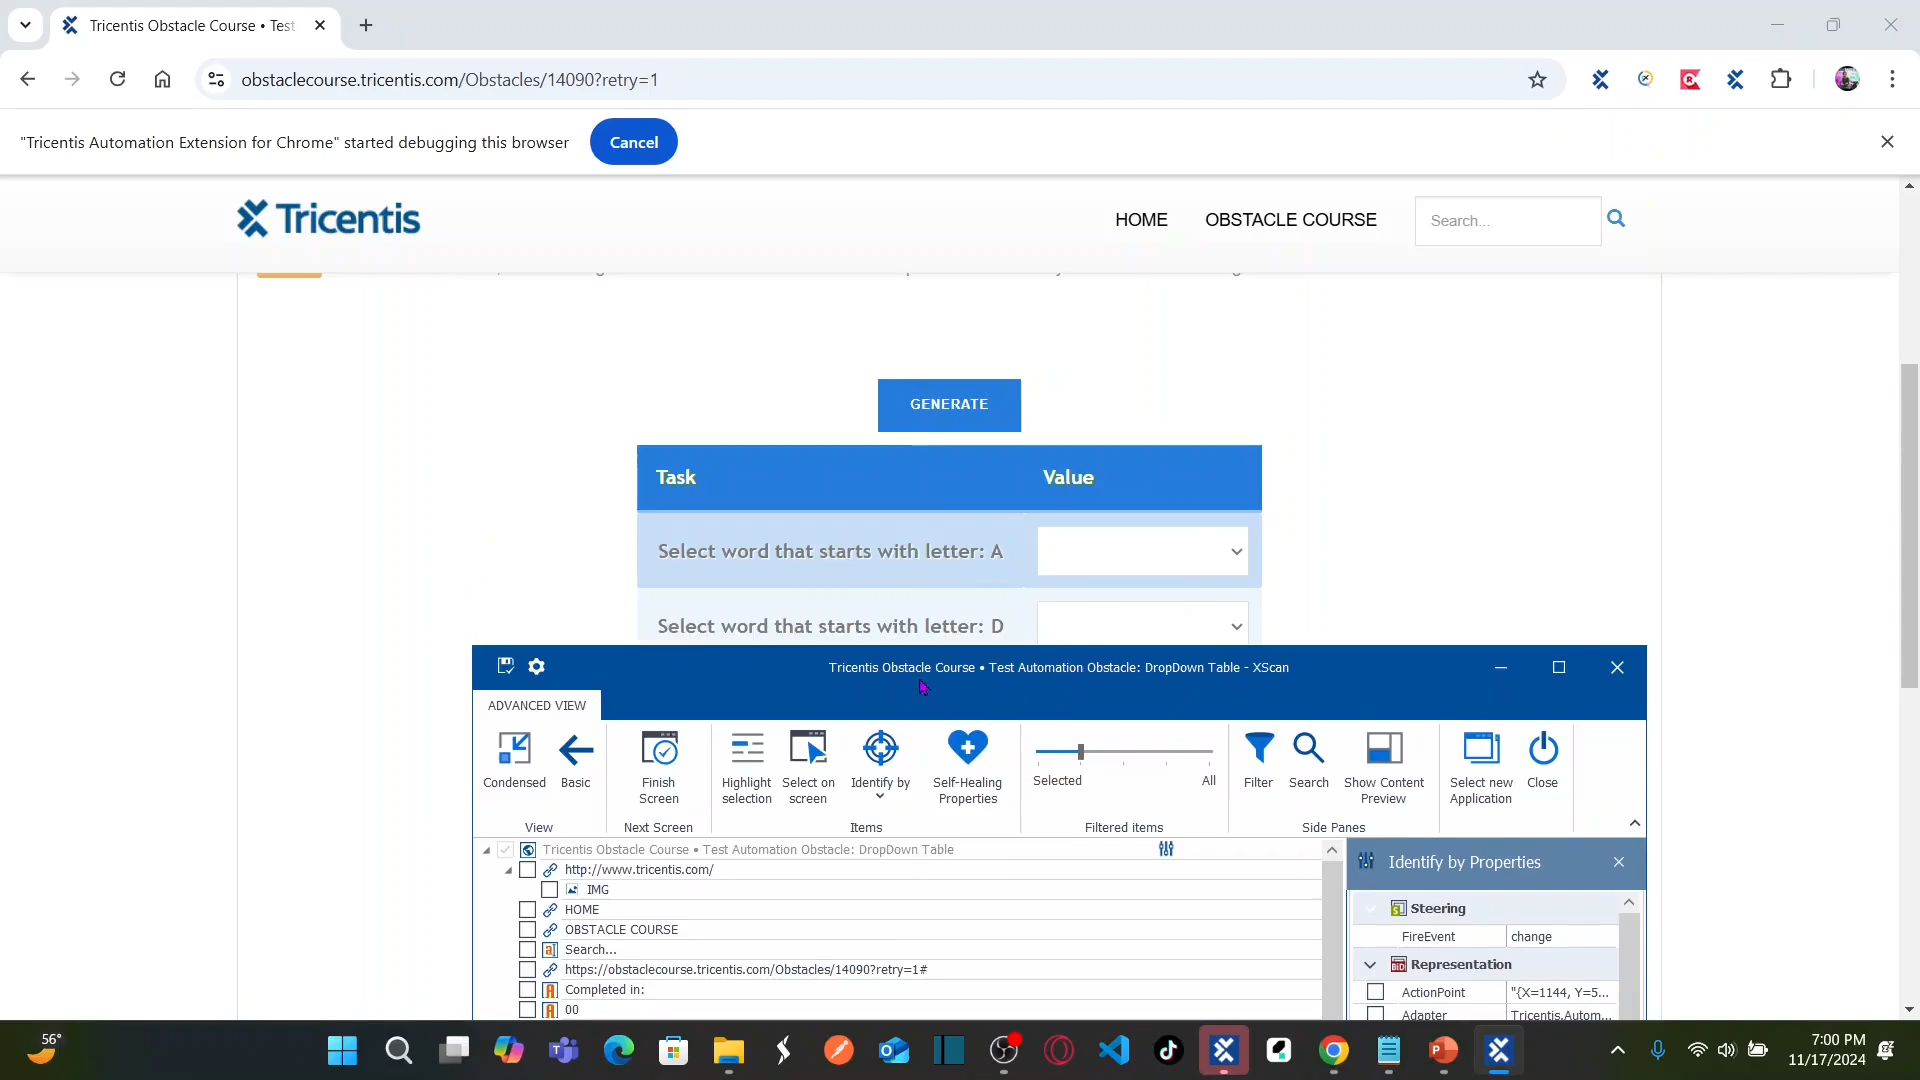 Tricentis Obstacle Course • Test
obstaclecourse.tricentis.com/Obstacles/14090?retry=1
"Tricentis Automation Extension for Chrome" started debugging this browser
Cancel
Tricentis
HOME
OBSTACLE COURSE
Search...
GENERATE
Task
Value
Select word that starts with letter: A
Select word that starts with letter: D
Tricentis Obstacle Course • Test Automation Obstacle: DropDown Table - XScan
ADVANCED VIEW
Condensed
Basic
Finish
Screen
Highlight
selection
Select on
screen
Identify by
Self-Healing
Properties
Selected
All
Filter
Search
Show Content
Preview
Select new
Application
Close
View
Next Screen
Items
Filtered items
Side Panes
Tricentis Obstacle Course • Test Automation Obstacle: DropDown Table
http://www.tricentis.com/
IMG
HOME
OBSTACLE COURSE
Search...
https://obstaclecourse.tricentis.com/Obstacles/14090?retry=1#
Completed in:
00
Identify by Properties
Steering
FireEvent
change
Representation
ActionPoint
"{X=1144, Y=5...
Adapter
Tricentis.Autom...
56°
7:00 PM
11/17/2024